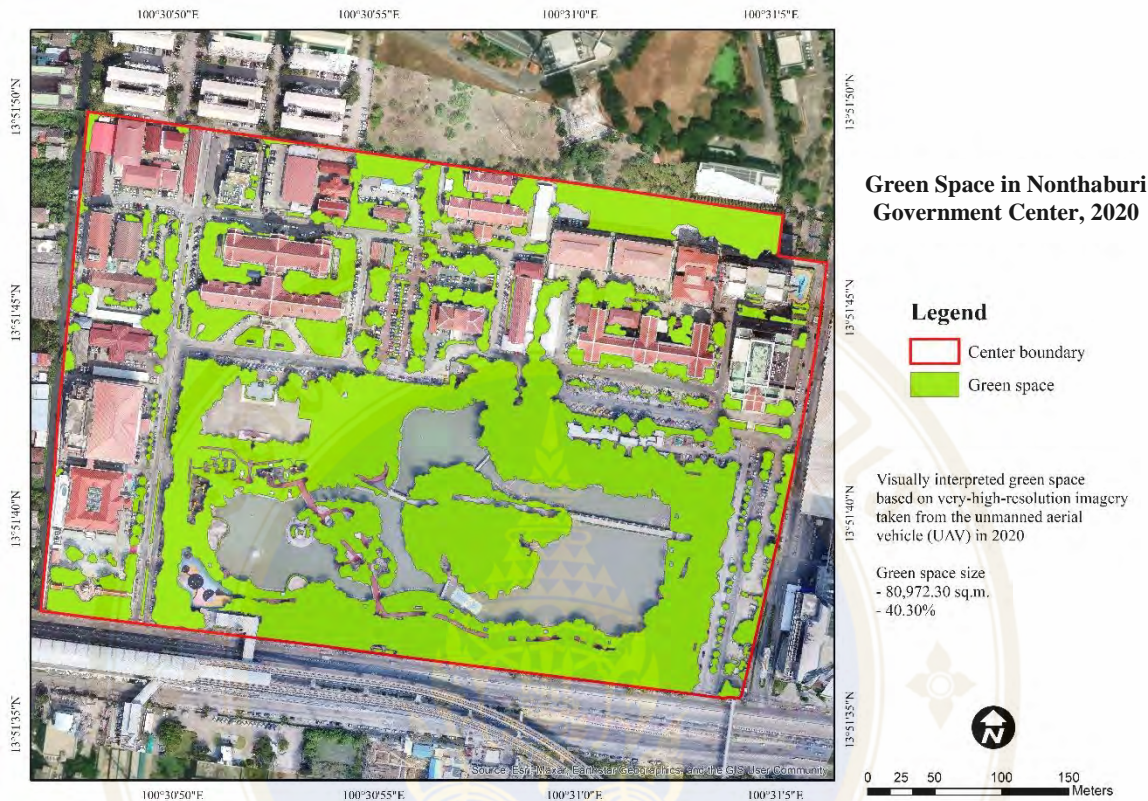 100°30'50"E 100°30'55"E 100°31'0"E 100°31'5"E
13°51'50"N
13°51'45"N
13°51'40"N
13°51'35"N
13°51'50"N
13°51'45"N
13°51'40"N
13°51'35"N
Green Space in Nonthaburi
Government Center, 2020
Legend
Center boundary
Green space
Visually interpreted green space
based on very-high-resolution imagery
taken from the unmanned aerial
vehicle (UAV) in 2020
Green space size
- 80,972.30 sq.m.
- 40.30%
N
0 25 50 100 150
Meters
Source: Esri, Maxar, Earthstar Geographics, and the GIS User Community
100°30'50"E 100°30'55"E 100°31'0"E 100°31'5"E